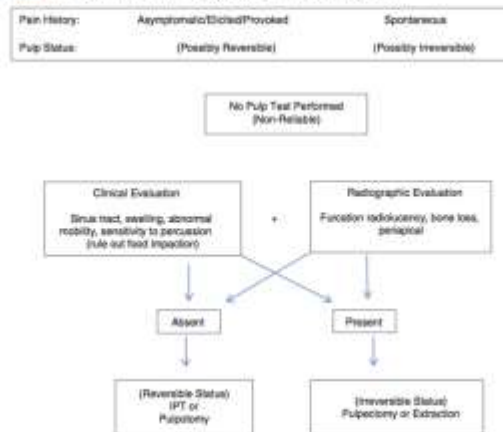 Pain History: Asymptomatic/Elicited/Provoked Spontaneous
Pulp Status: (Possibly Reversible) (Possibly Irreversible)
No Pulp Test Performed
(Non-Reliable)
Clinical Evaluation
Sinus tract, swelling, abnormal
mobility, sensitivity to percussion
(rule out food impaction)
+
Radiographic Evaluation
Furcation radiolucency, bone loss,
periapical
Absent
Present
(Reversible Status)
IPT or
Pulpotomy
(Irreversible Status)
Pulpectomy or Extraction